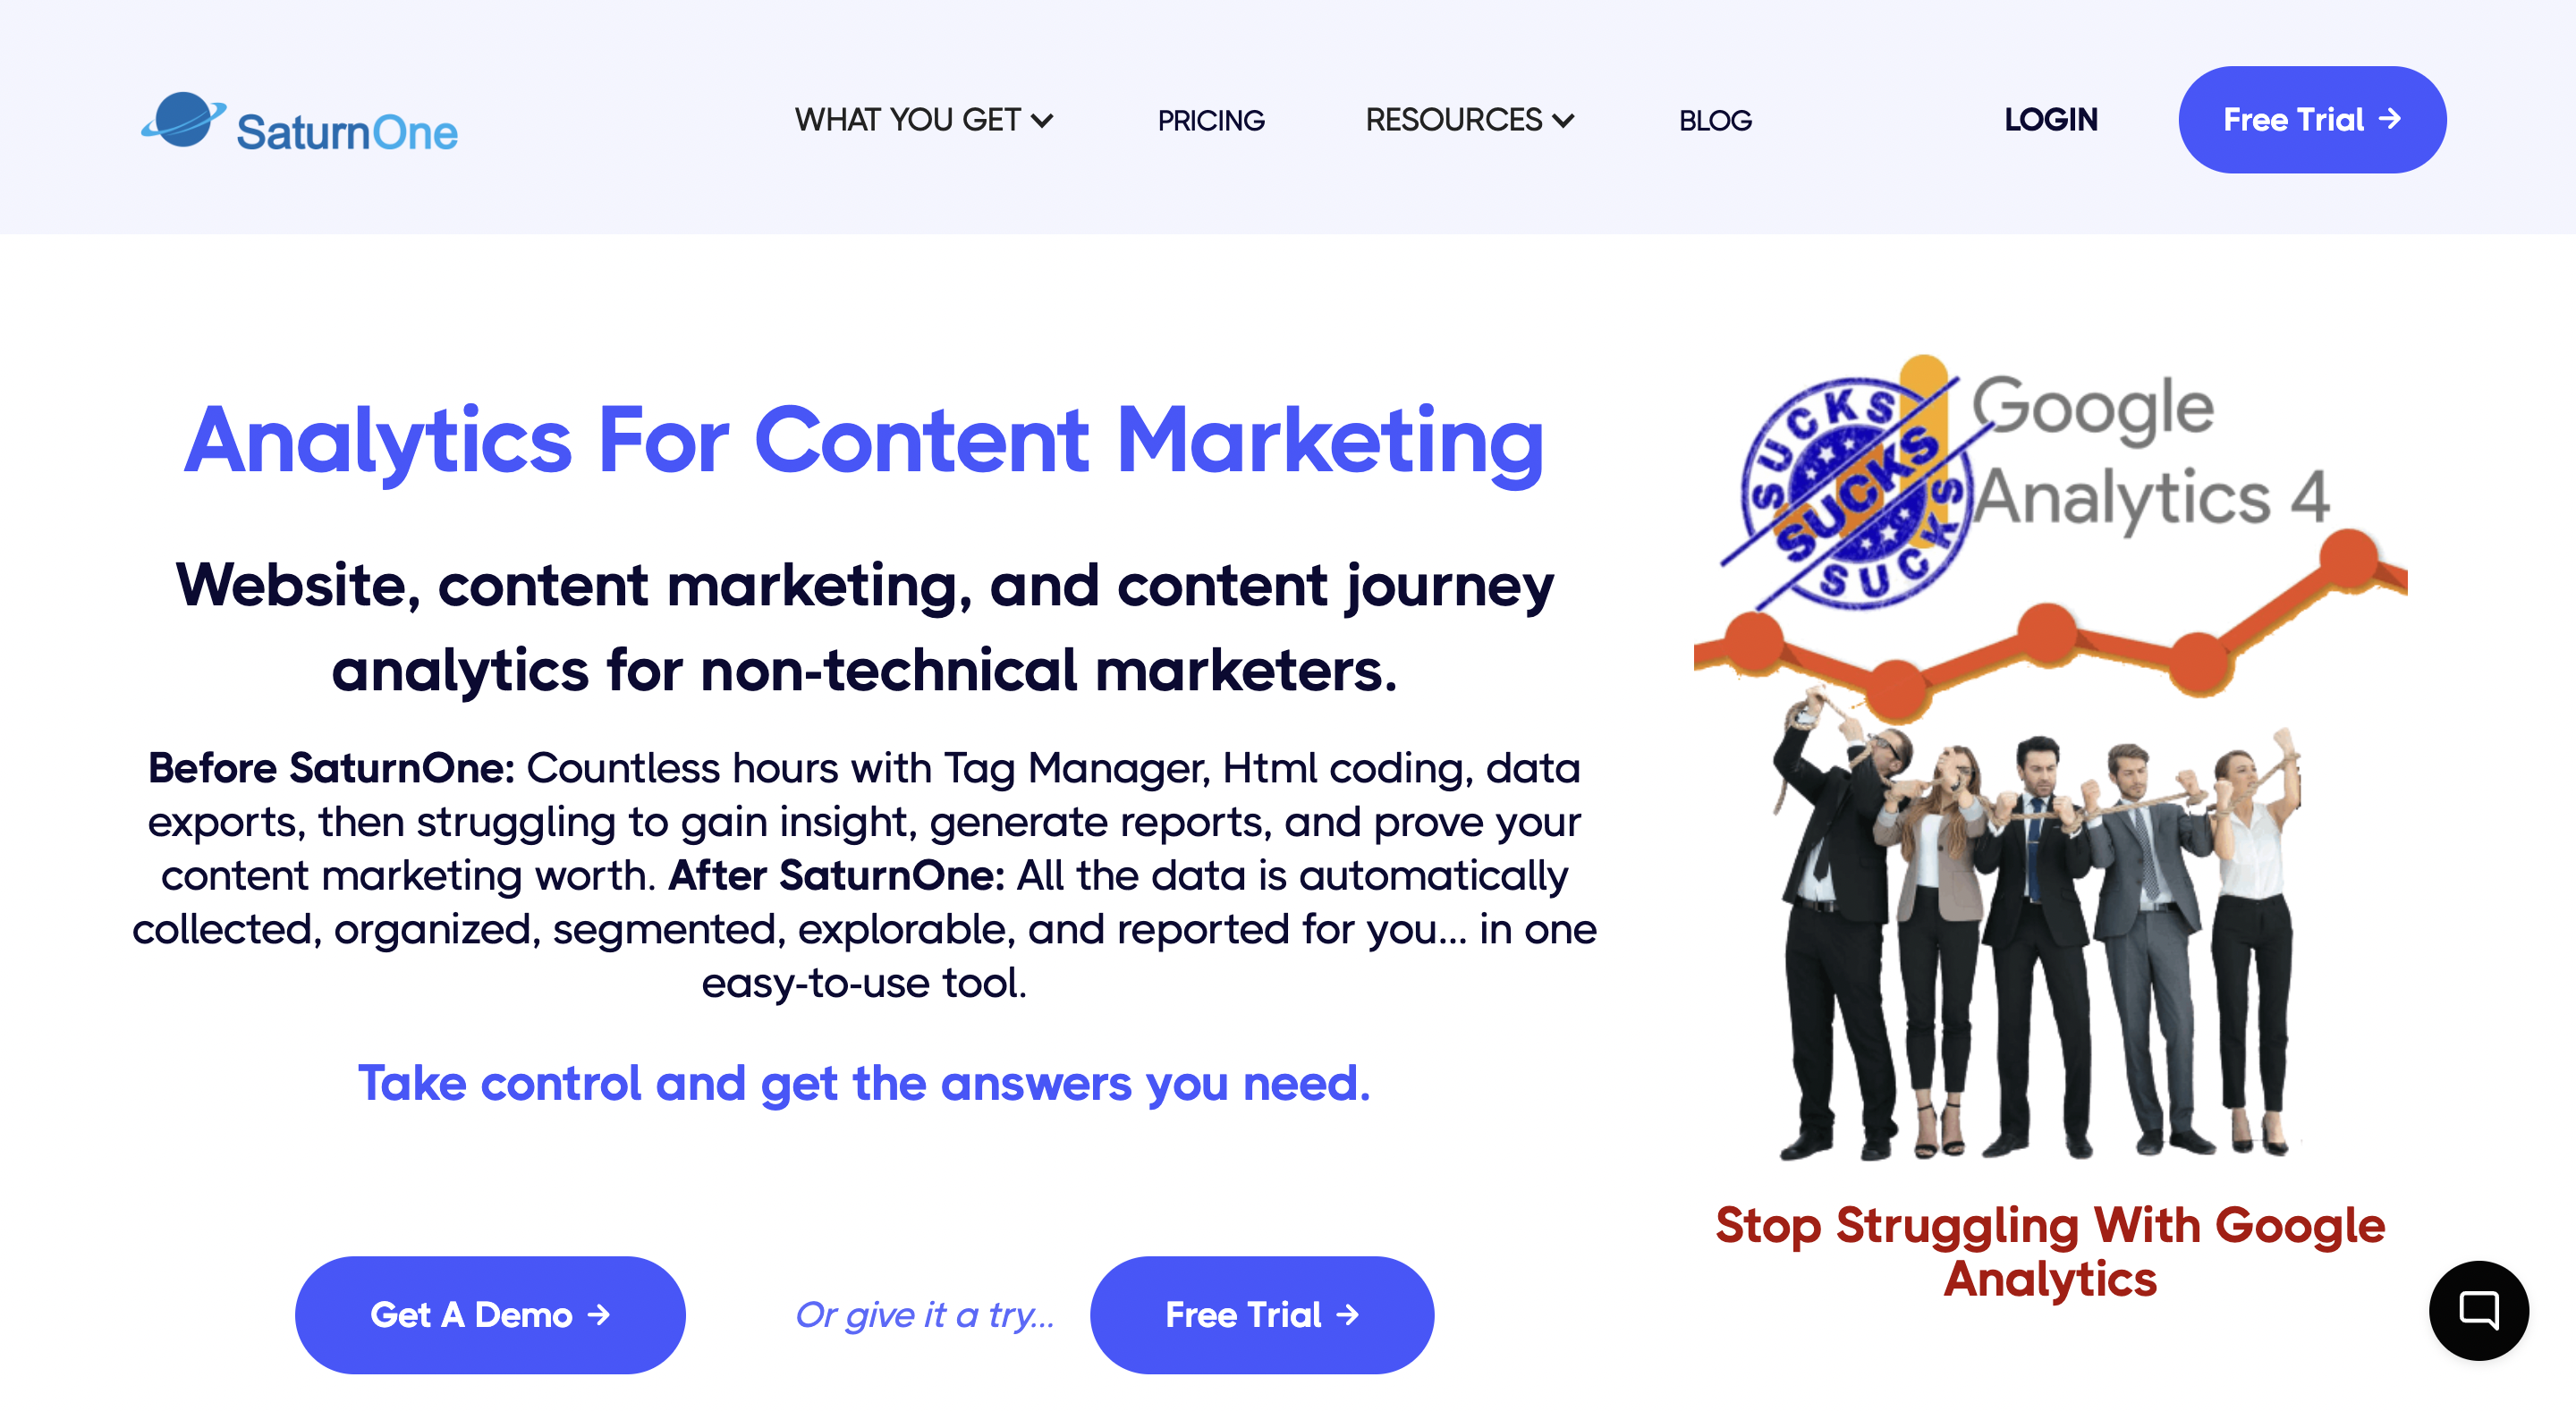 SaturnOne
WHAT YOU GET
PRICING
RESOURCES
BLOG
LOGIN
Free Trial →
Analytics For Content Marketing
Website, content marketing, and content journey
analytics for non-technical marketers.
Before SaturnOne: Countless hours with Tag Manager, Html coding, data
exports, then struggling to gain insight, generate reports, and prove your
content marketing worth. After SaturnOne: All the data is automatically
collected, organized, segmented, explorable, and reported for you... in one
easy-to-use tool.
Take control and get the answers you need.
Get A Demo →
Or give it a try...
Free Trial →
SUCKS
SUCKS
SUCKS
Google
Analytics 4
Stop Struggling With Google
Analytics